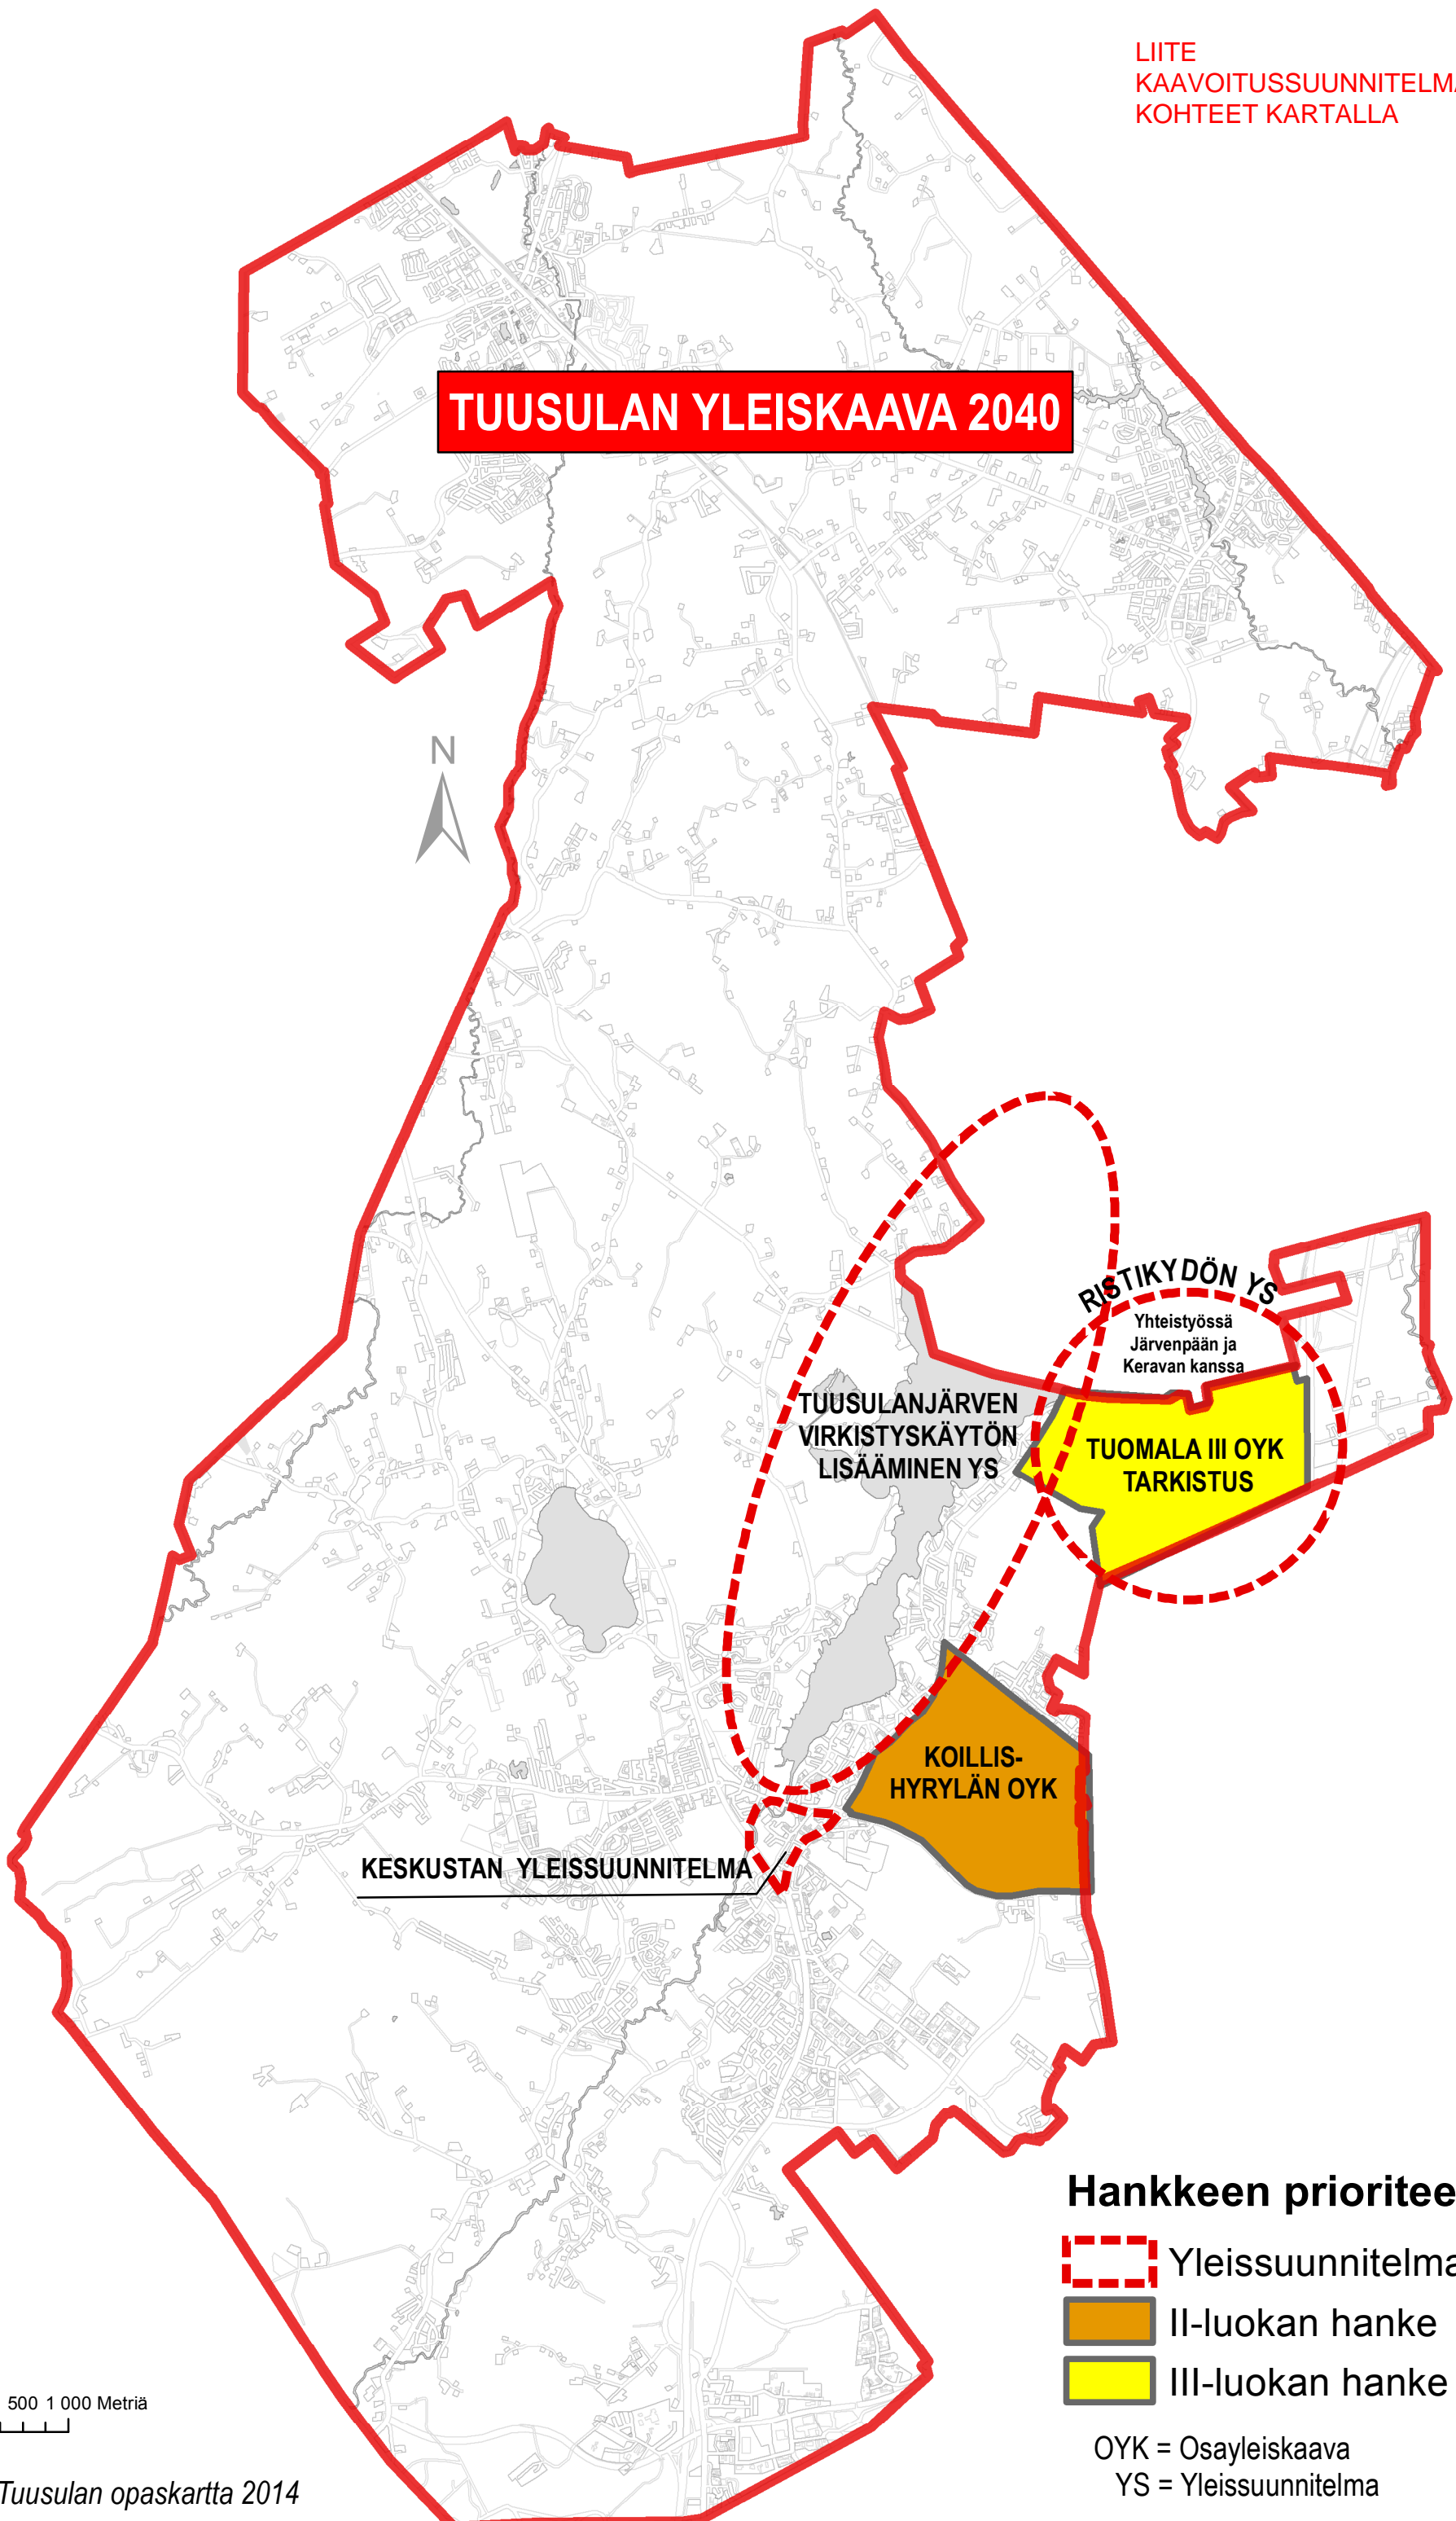 LIITE
KAAVOITUSSUUNNITELMA
KOHTEET KARTALLA
TUUSULAN YLEISKAAVA 2040
N
RISTIKYDÖN YS
Yhteistyössä
Järvenpään ja
Keravan kanssa
TUUSULANJÄRVEN
VIRKISTYSKÄYTÖN
LISÄÄMINEN YS
TUOMALA III OYK
TARKISTUS
KOILLIS-
HYRYLÄN OYK
KESKUSTAN YLEISSUUNNITELMA
Hankkeen prioritee
Yleissuunnitelma
II-luokan hanke
III-luokan hanke
OYK = Osayleiskaava
YS = Yleissuunnitelma
500 1 000 Metriä
Tuusulan opaskartta 2014